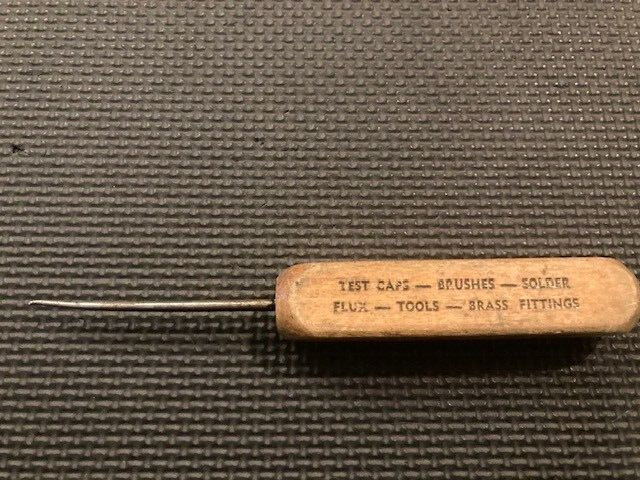 TEST CAPS — BRUSHES — SOLDER
FLUX — TOOLS — BRASS FITTINGS